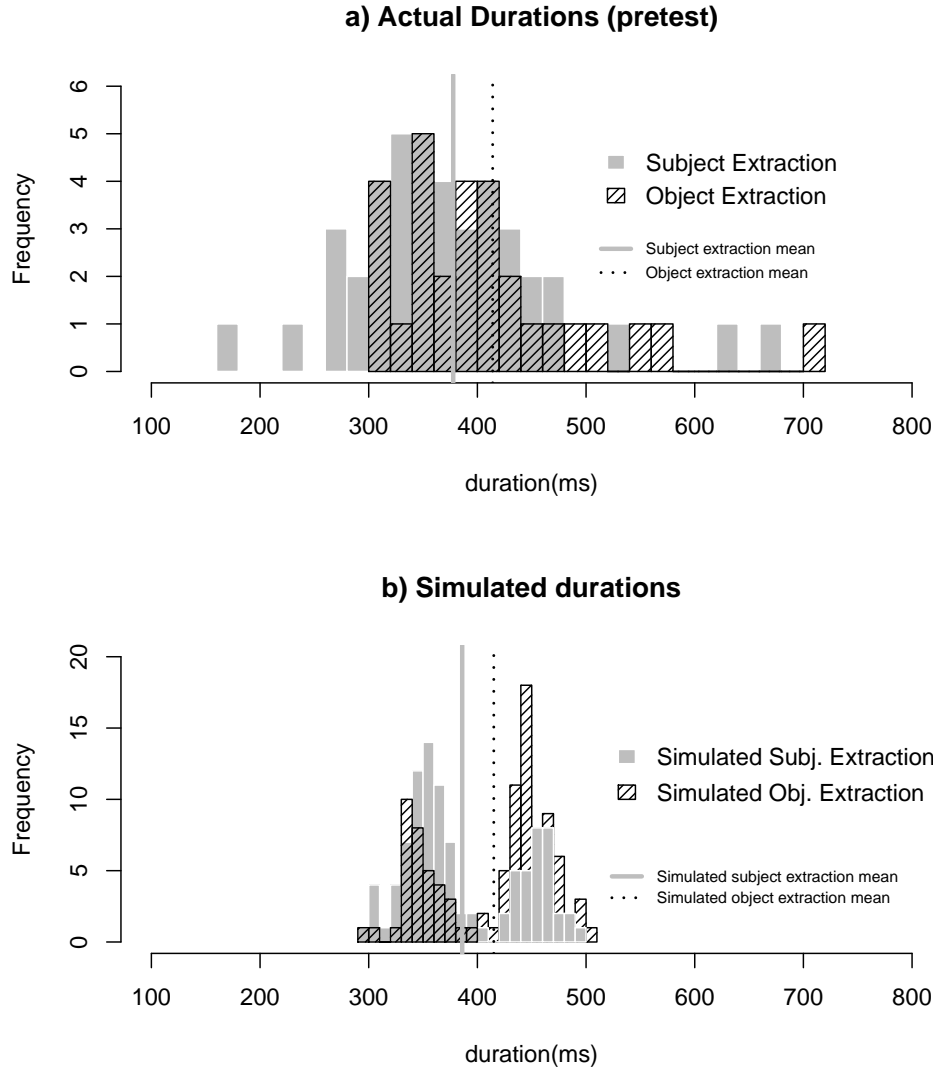 a) Actual Durations (pretest)
6
5
4
3
2
1
0
Frequency
Subject Extraction
Object Extraction
Subject extraction mean
Object extraction mean
100 200 300 400 500 600 700 800
duration(ms)
b) Simulated durations
20
15
10
5
0
Frequency
Simulated Subj. Extraction
Simulated Obj. Extraction
Simulated subject extraction mean
Simulated object extraction mean
100 200 300 400 500 600 700 800
duration(ms)